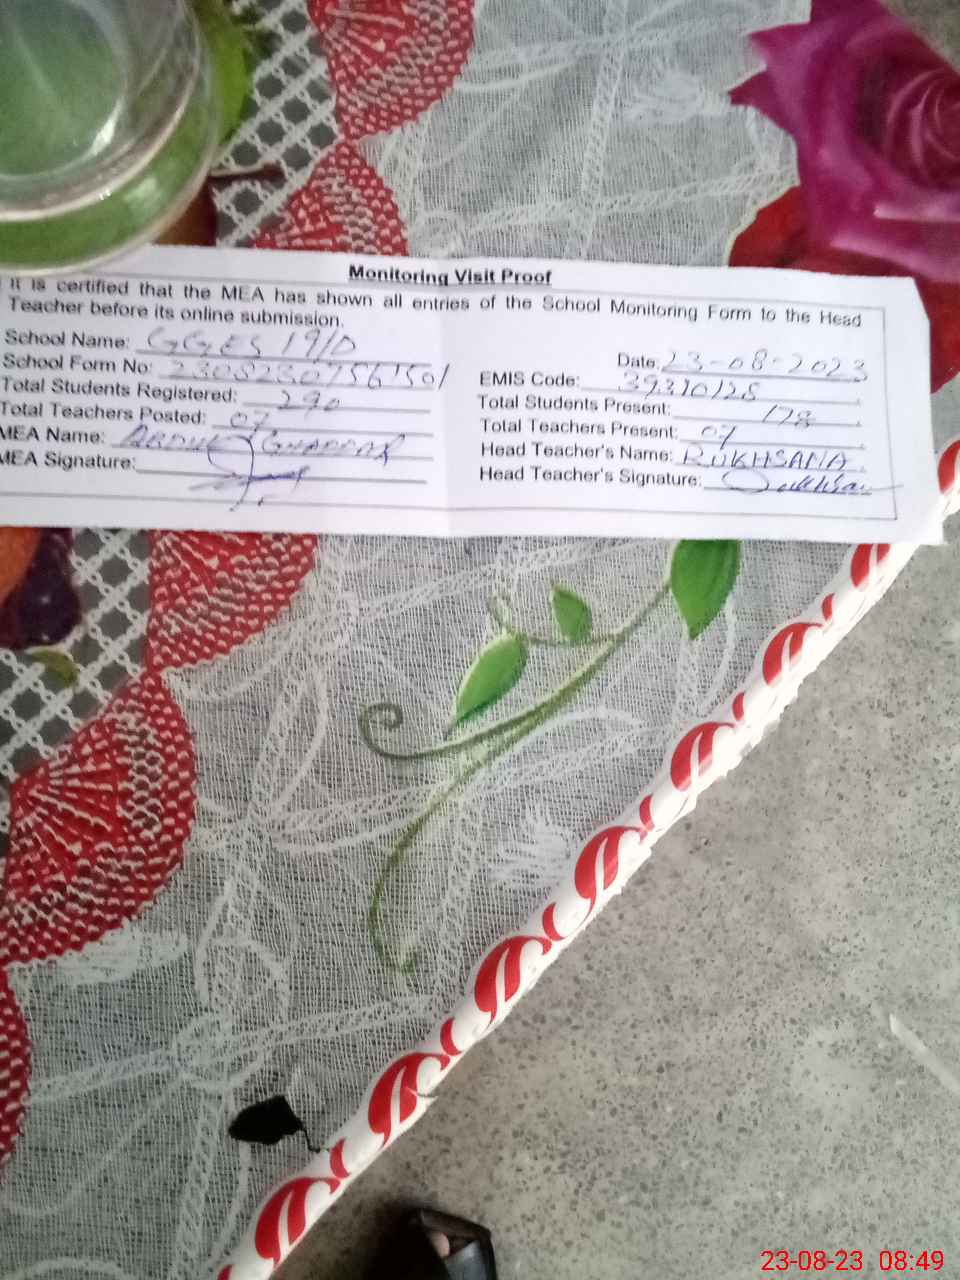 Monitoring Visit Proof
It is certified that the MEA has shown all entries of the School Monitoring Form to the Head
Teacher before its online submission.
School Name: GGES 19/D
Date: 23-08-2023
School Form No:
EMIS Code: 39310128
Total Students Registered: 290
Total Students Present: 178
Total Teachers Posted: 07
Total Teachers Present: 07
MEA Name: ABDUL GHAFFAR
Head Teacher's Name: RUKHSANA
MEA Signature:
Head Teacher's Signature:
23-08-23 08:49